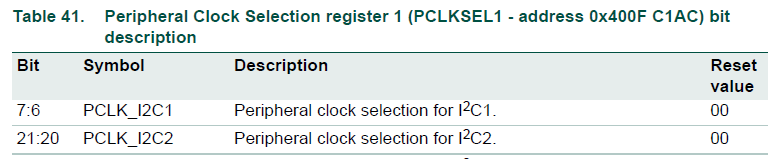 Table 41. Peripheral Clock Selection register 1 (PCLKSEL1 - address 0x400F C1AC) bit
description
Bit Symbol Description Reset
value
7:6 PCLK_I2C1 Peripheral clock selection for I²C1. 00
21:20 PCLK_I2C2 Peripheral clock selection for I²C2. 00